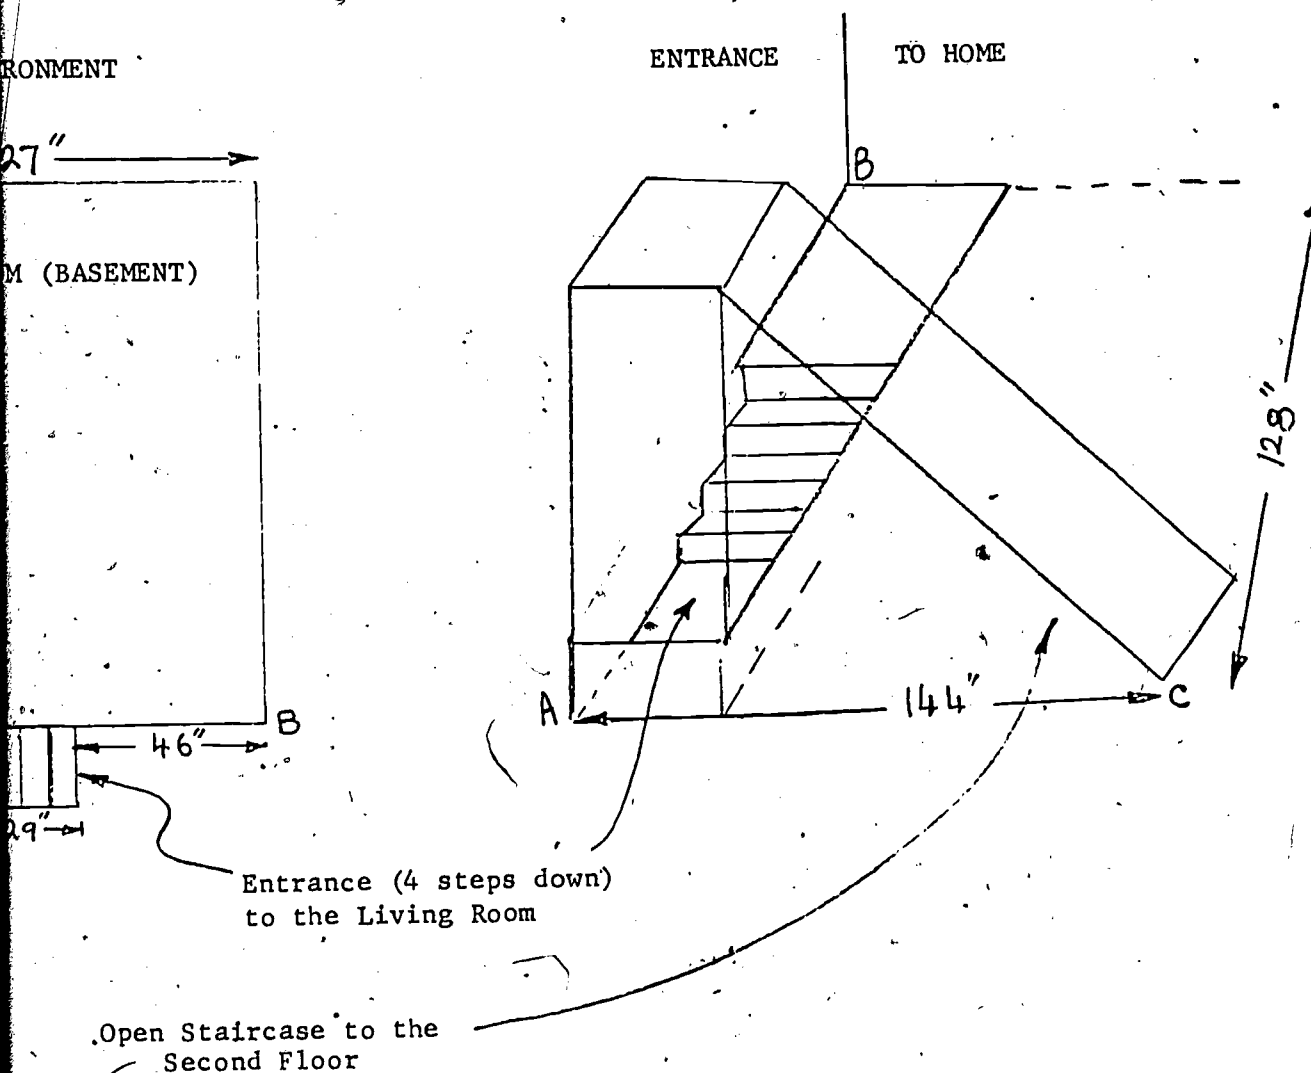 RONMENT
ENTRANCE TO HOME
27"
B
M (BASEMENT)
128"
A
144"
C
B
46"
29"
Entrance (4 steps down)
to the Living Room
Open Staircase to the
Second Floor